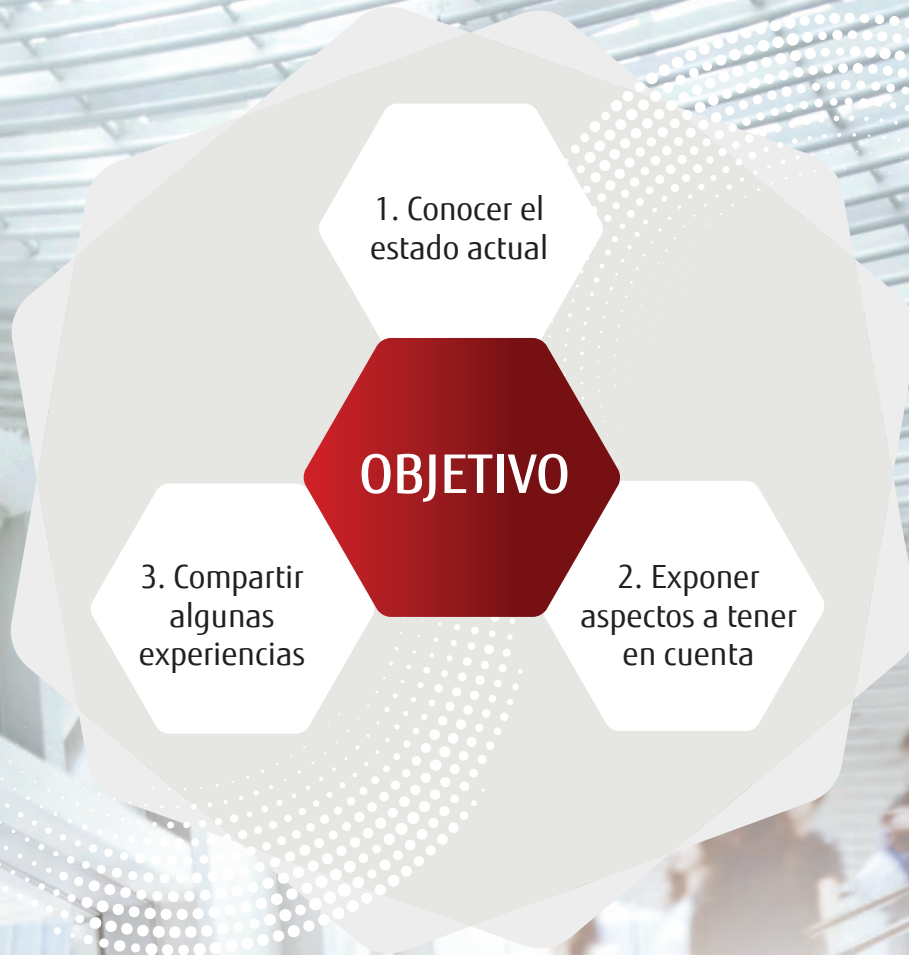 1. Conocer el
estado actual
OBJETIVO
2. Exponer
aspectos a tener
en cuenta
3. Compartir
algunas
experiencias